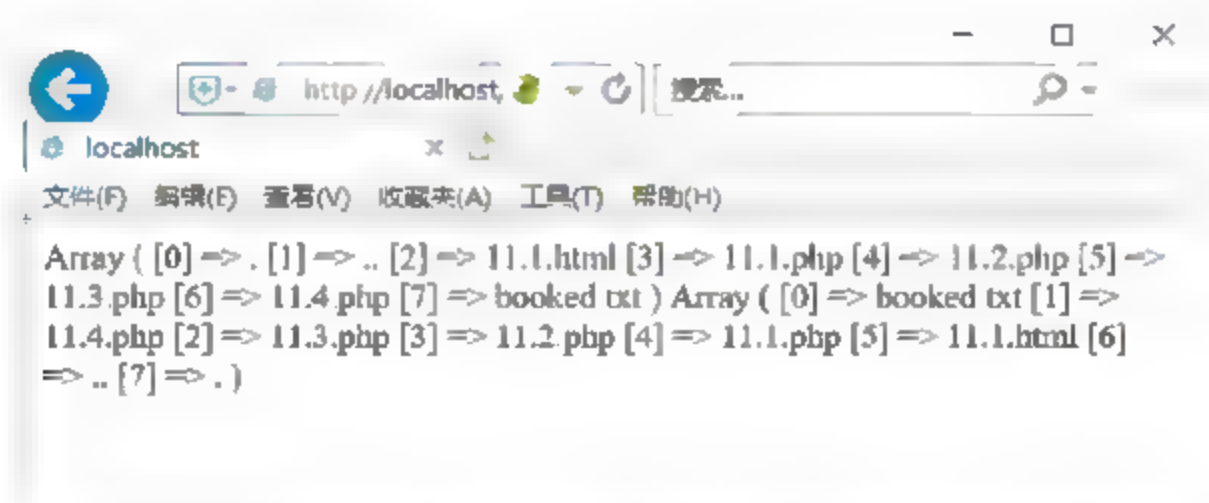 http //localhost, 搜索...
localhost
文件(F) 编辑(E) 查看(V) 收藏夹(A) 工具(T) 帮助(H)
Array ( [0] => . [1] => .. [2] => 11.1.html [3] => 11.1.php [4] => 11.2.php [5] =>
11.3.php [6] => 11.4.php [7] => booked txt ) Array ( [0] => booked txt [1] =>
11.4.php [2] => 11.3.php [3] => 11.2 php [4] => 11.1.php [5] => 11.1.html [6]
=> .. [7] => . )